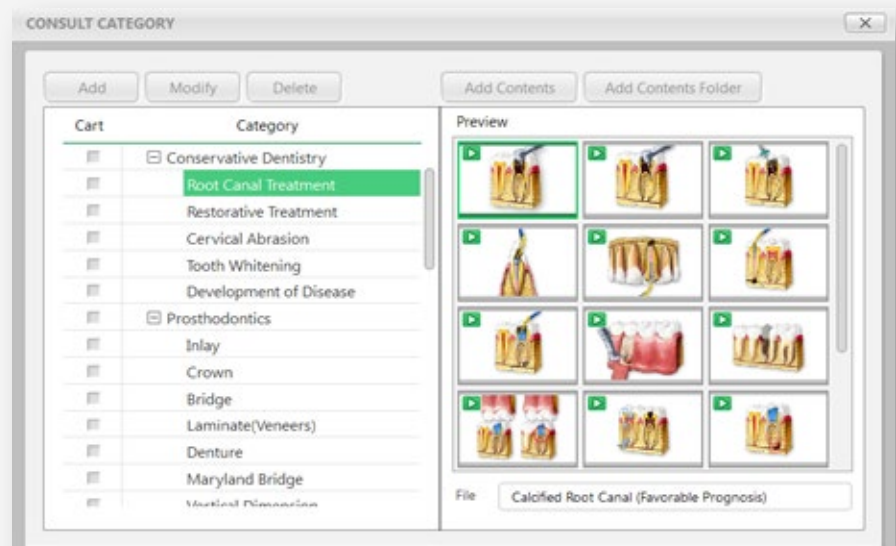 CONSULT CATEGORY
Add Modify Delete Add Contents Add Contents Folder
Cart Category
Preview
Conservative Dentistry
Root Canal Treatment
Restorative Treatment
Cervical Abrasion
Tooth Whitening
Development of Disease
Prosthodontics
Inlay
Crown
Bridge
Laminate(Veneers)
Denture
Maryland Bridge
Vertical Dimension
File Calcified Root Canal (Favorable Prognosis)